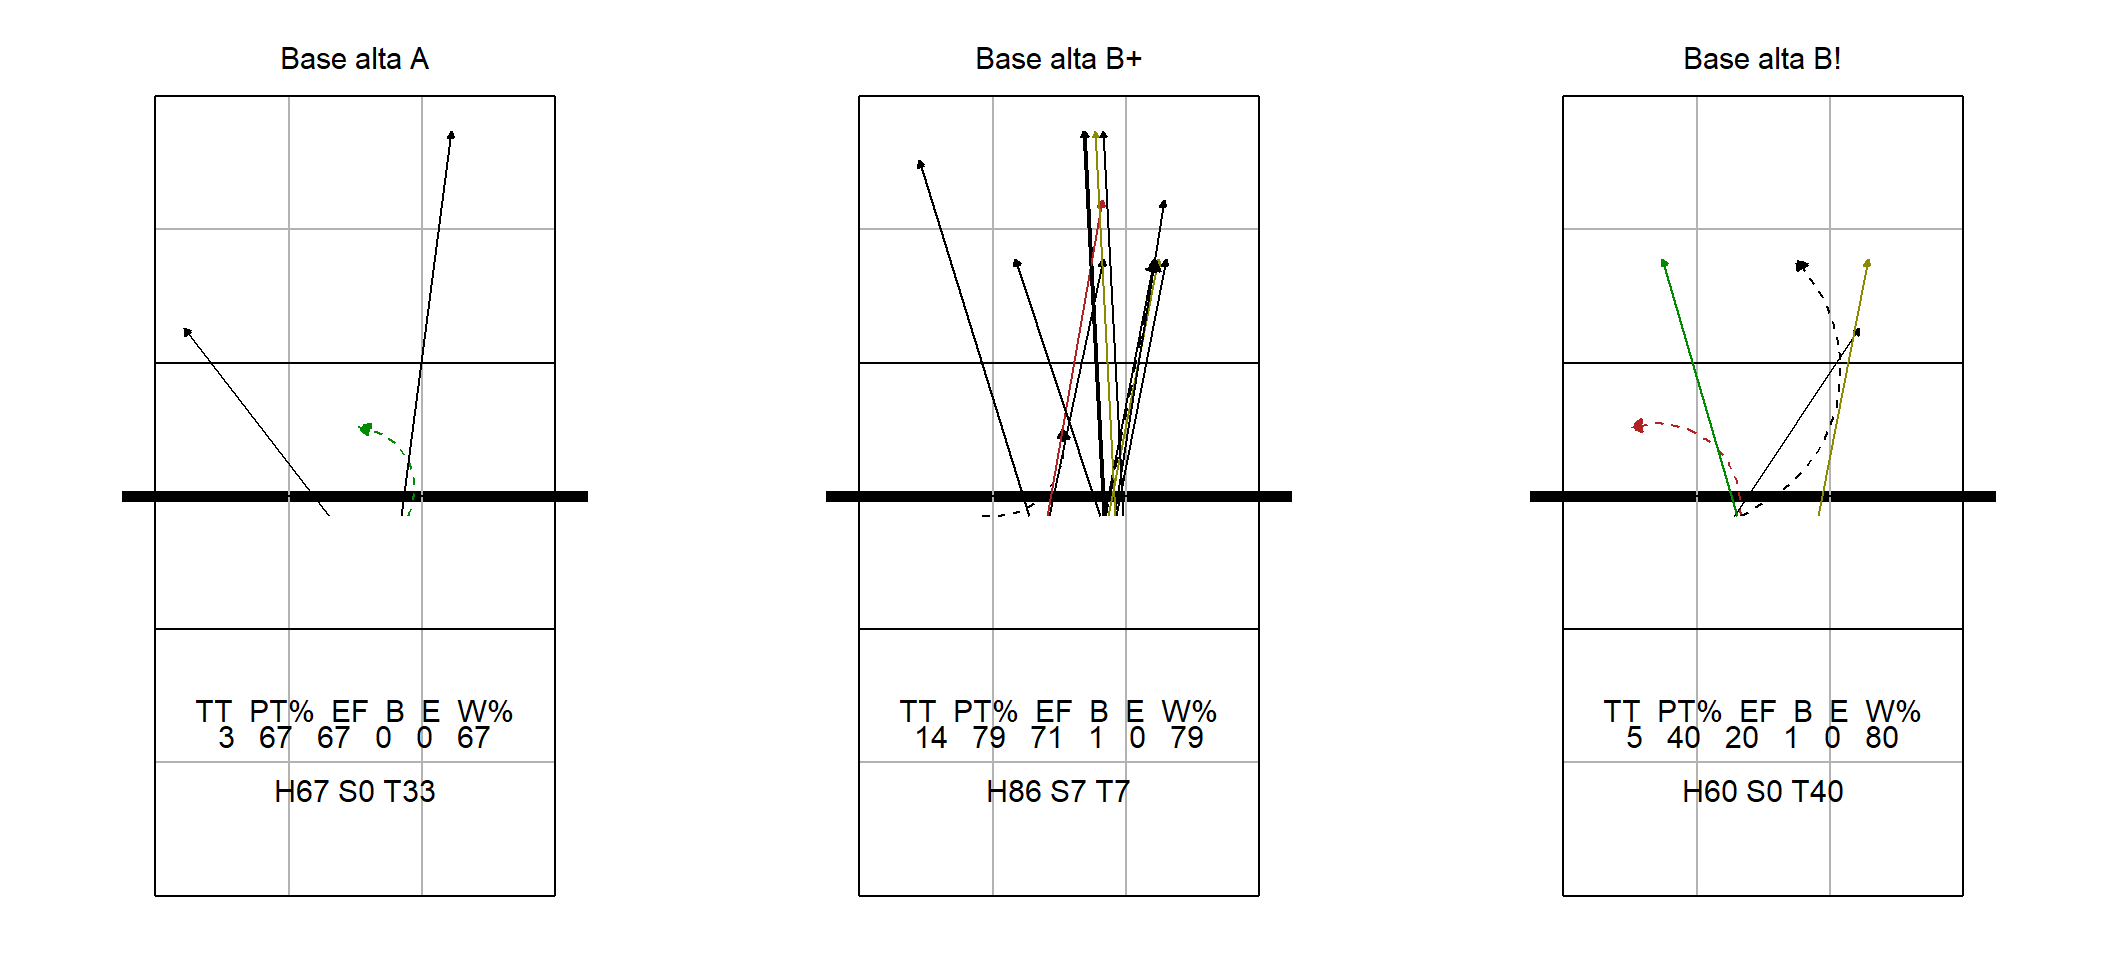 Base alta A
TT PT% EF B E W%
3 67 67 0 0 67
H67 S0 T33
Base alta B+
TT PT% EF B E W%
14 79 71 1 0 79
H86 S7 T7
Base alta B!
TT PT% EF B E W%
5 40 20 1 0 80
H60 S0 T40